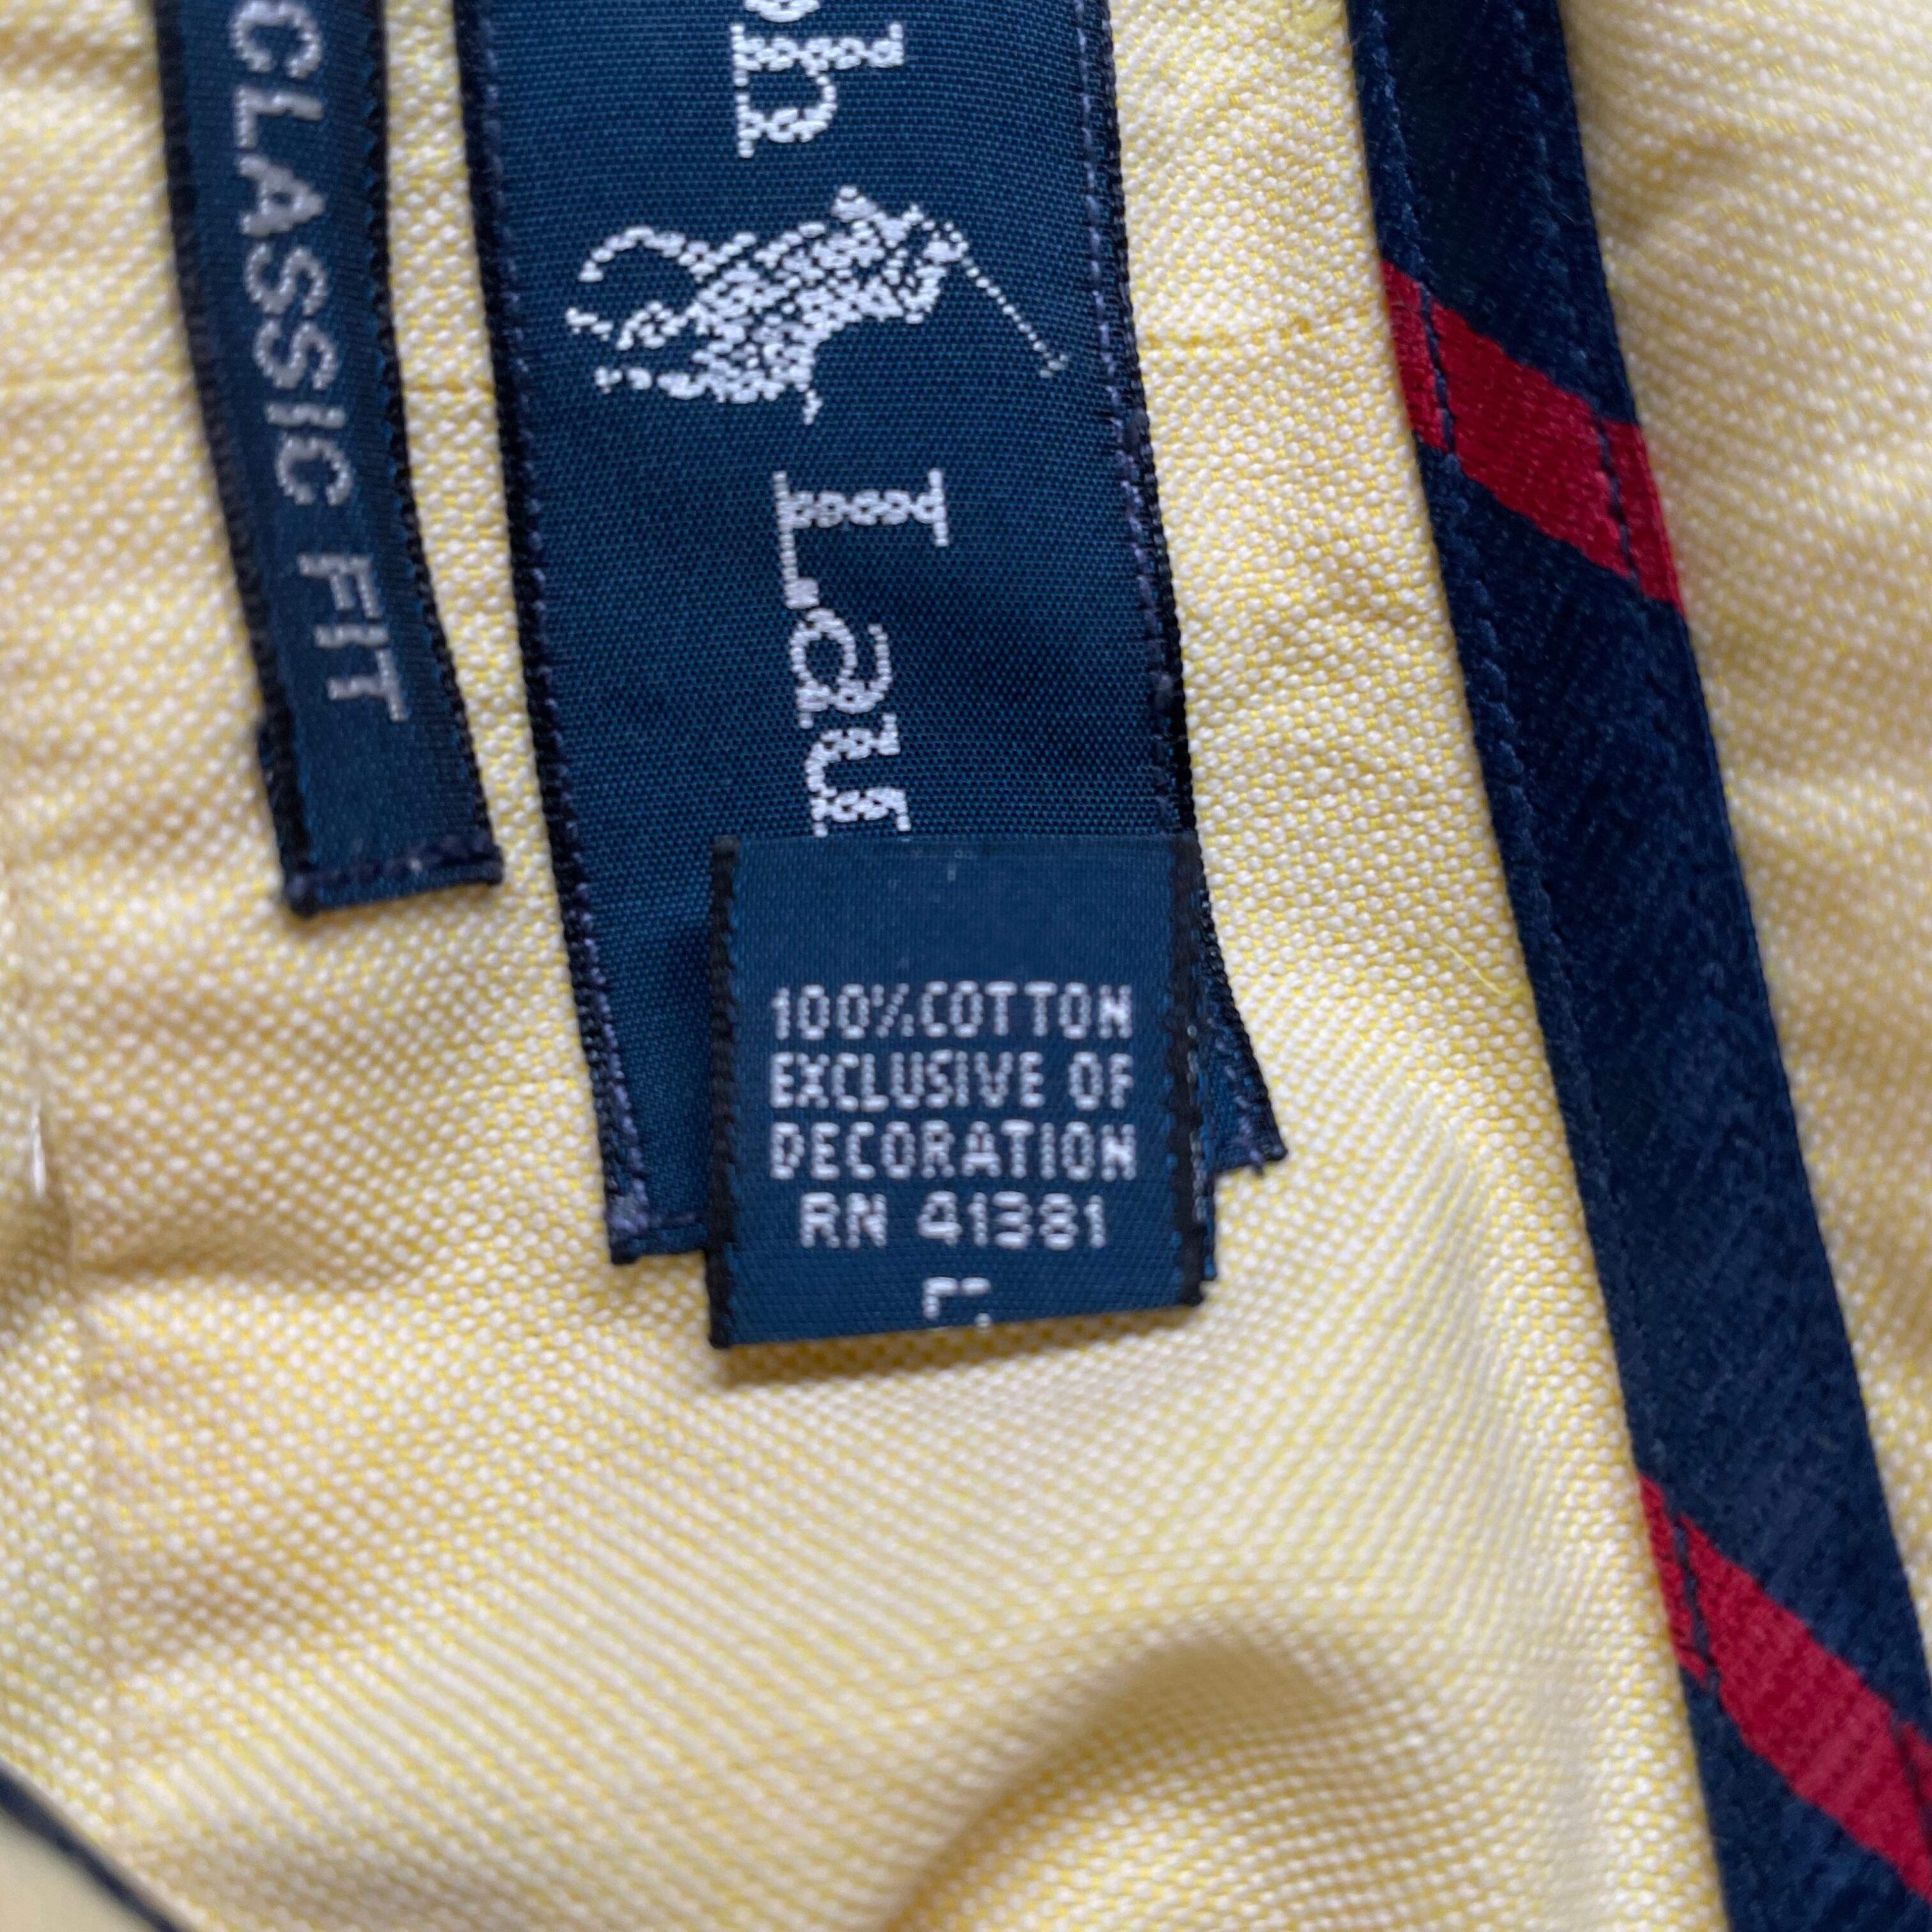 CLASSIC FIT
ph Lau
100% COTTON
EXCLUSIVE OF
DECORATION
RN 41381